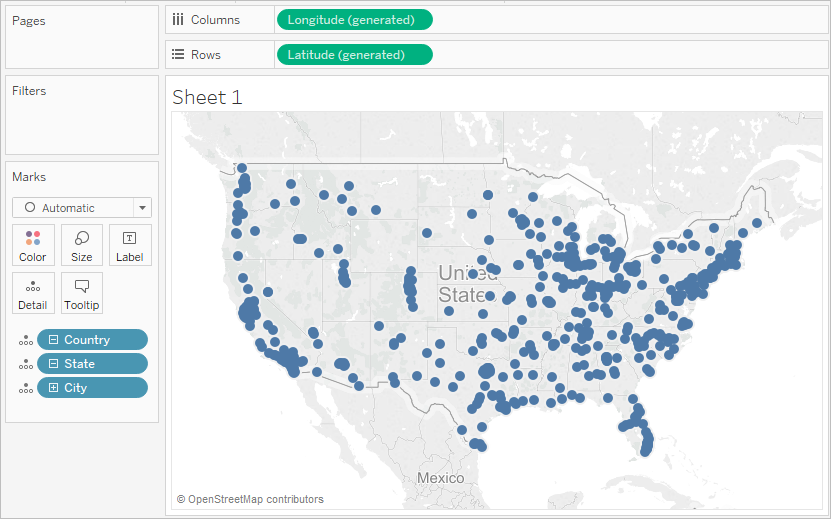 Pages
Columns
Longitude (generated)
Rows
Latitude (generated)
Filters
Sheet 1
Marks
Automatic
Color
Size
Label
Detail
Tooltip
Country
State
City
United
States
Mexico
© OpenStreetMap contributors